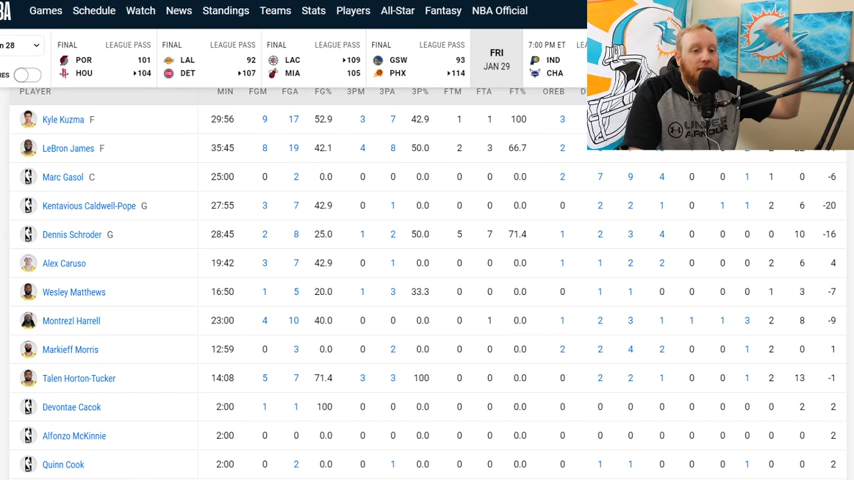 BA Games Schedule Watch News Standings Teams Stats Players All-Star Fantasy NBA Official
n 28 FINAL LEAGUE PASS FINAL LEAGUE PASS FINAL LEAGUE PASS FINAL LEAGUE PASS FRI 7:00 PM ET
POR 101 LAL 92 LAC 109 GSW 93 JAN 29 IND
RES HOU 104 DET 107 MIA 105 PHX 114 CHA
PLAYER MIN FGM FGA FG% 3PM 3PA 3P% FTM FTA FT% OREB
Kyle Kuzma F 29:56 9 17 52.9 3 7 42.9 1 1 100 3
LeBron James F 35:45 8 19 42.1 4 8 50.0 2 3 66.7 2
Marc Gasol C 25:00 0 2 0.0 0 2 0.0 0 0 0.0 2 7 9 4 0 0 1 1 0 -6
Kentavious Caldwell-Pope G 27:55 3 7 42.9 0 1 0.0 0 0 0.0 0 2 2 1 0 1 1 2 6 -20
Dennis Schroder G 28:45 2 8 25.0 1 2 50.0 5 7 71.4 1 2 3 4 0 0 0 0 10 -16
Alex Caruso 19:42 3 7 42.9 0 1 0.0 0 0 0.0 1 1 2 2 0 0 0 2 6 4
Wesley Matthews 16:50 1 5 20.0 1 3 33.3 0 0 0.0 0 1 1 0 0 0 0 1 3 -7
Montrezl Harrell 23:00 4 10 40.0 0 0 0.0 0 1 0.0 1 2 3 1 1 1 3 2 8 -9
Markieff Morris 12:59 0 3 0.0 0 2 0.0 0 0 0.0 2 2 4 2 0 0 1 2 0 1
Talen Horton-Tucker 14:08 5 7 71.4 3 3 100 0 0 0.0 0 2 2 1 0 0 1 2 13 -1
Devontae Cacok 2:00 1 1 100 0 0 0.0 0 0 0.0 0 0 0 0 0 0 0 0 2 2
Alfonzo McKinnie 2:00 0 0 0.0 0 0 0.0 0 0 0.0 0 0 0 0 0 0 0 0 0 2
Quinn Cook 2:00 0 2 0.0 0 1 0.0 0 0 0.0 0 1 1 0 0 0 1 0 0 2
UNDER
ARMOUR